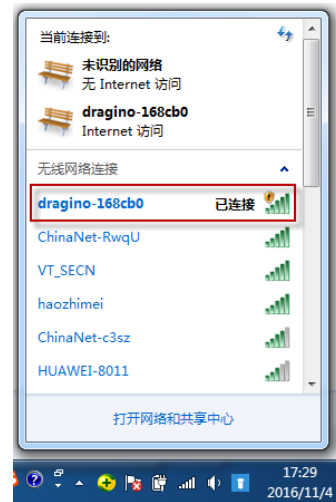 当前连接到:
未识别的网络
无 Internet 访问
dragino-168cb0
Internet 访问
无线网络连接
dragino-168cb0 已连接
ChinaNet-RwqU
VT_SECN
haozhimei
ChinaNet-c3sz
HUAWEI-8011
打开网络和共享中心
17:29
2016/11/4